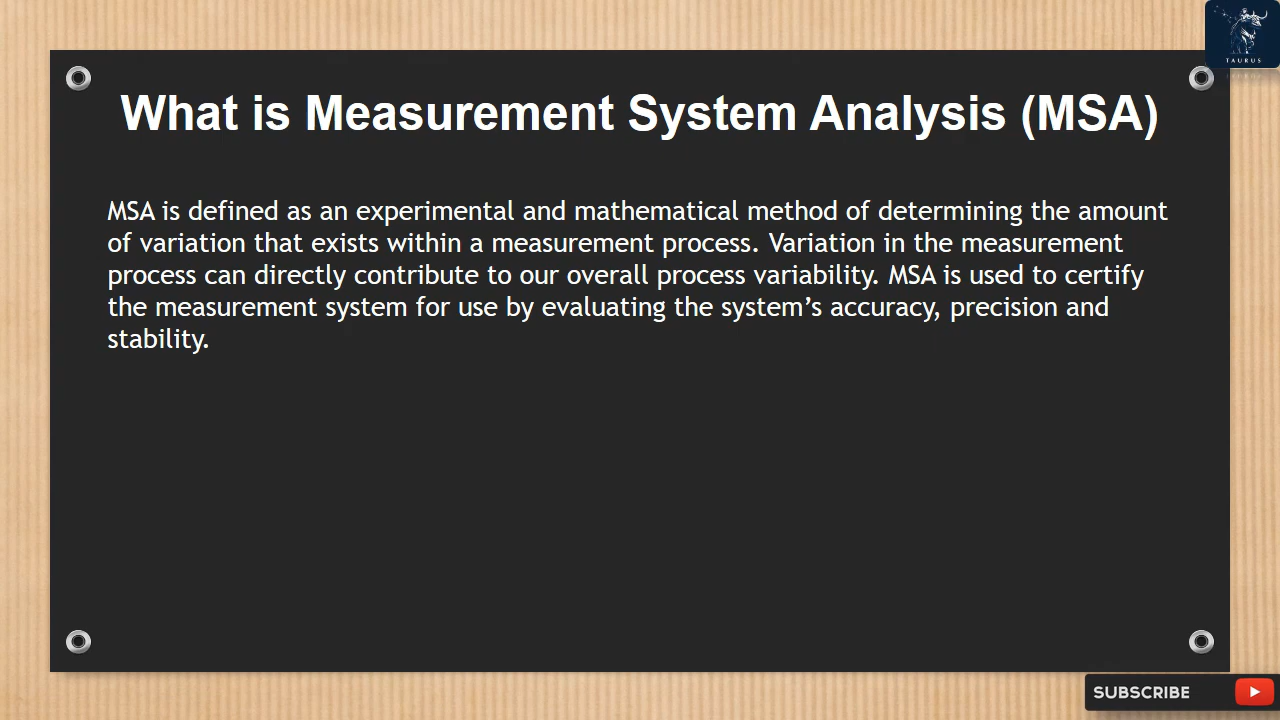 TAURUS
What is Measurement System Analysis (MSA)
MSA is defined as an experimental and mathematical method of determining the amount
of variation that exists within a measurement process. Variation in the measurement
process can directly contribute to our overall process variability. MSA is used to certify
the measurement system for use by evaluating the system’s accuracy, precision and
stability.
SUBSCRIBE